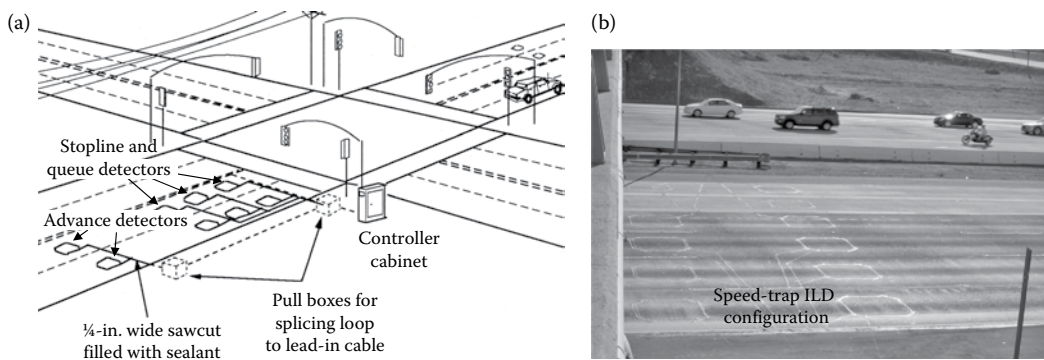 (a)
Stopline and
queue detectors
Advance detectors
¼-in. wide sawcut
filled with sealant
Pull boxes for
splicing loop
to lead-in cable
Controller
cabinet
(b)
Speed-trap ILD
configuration